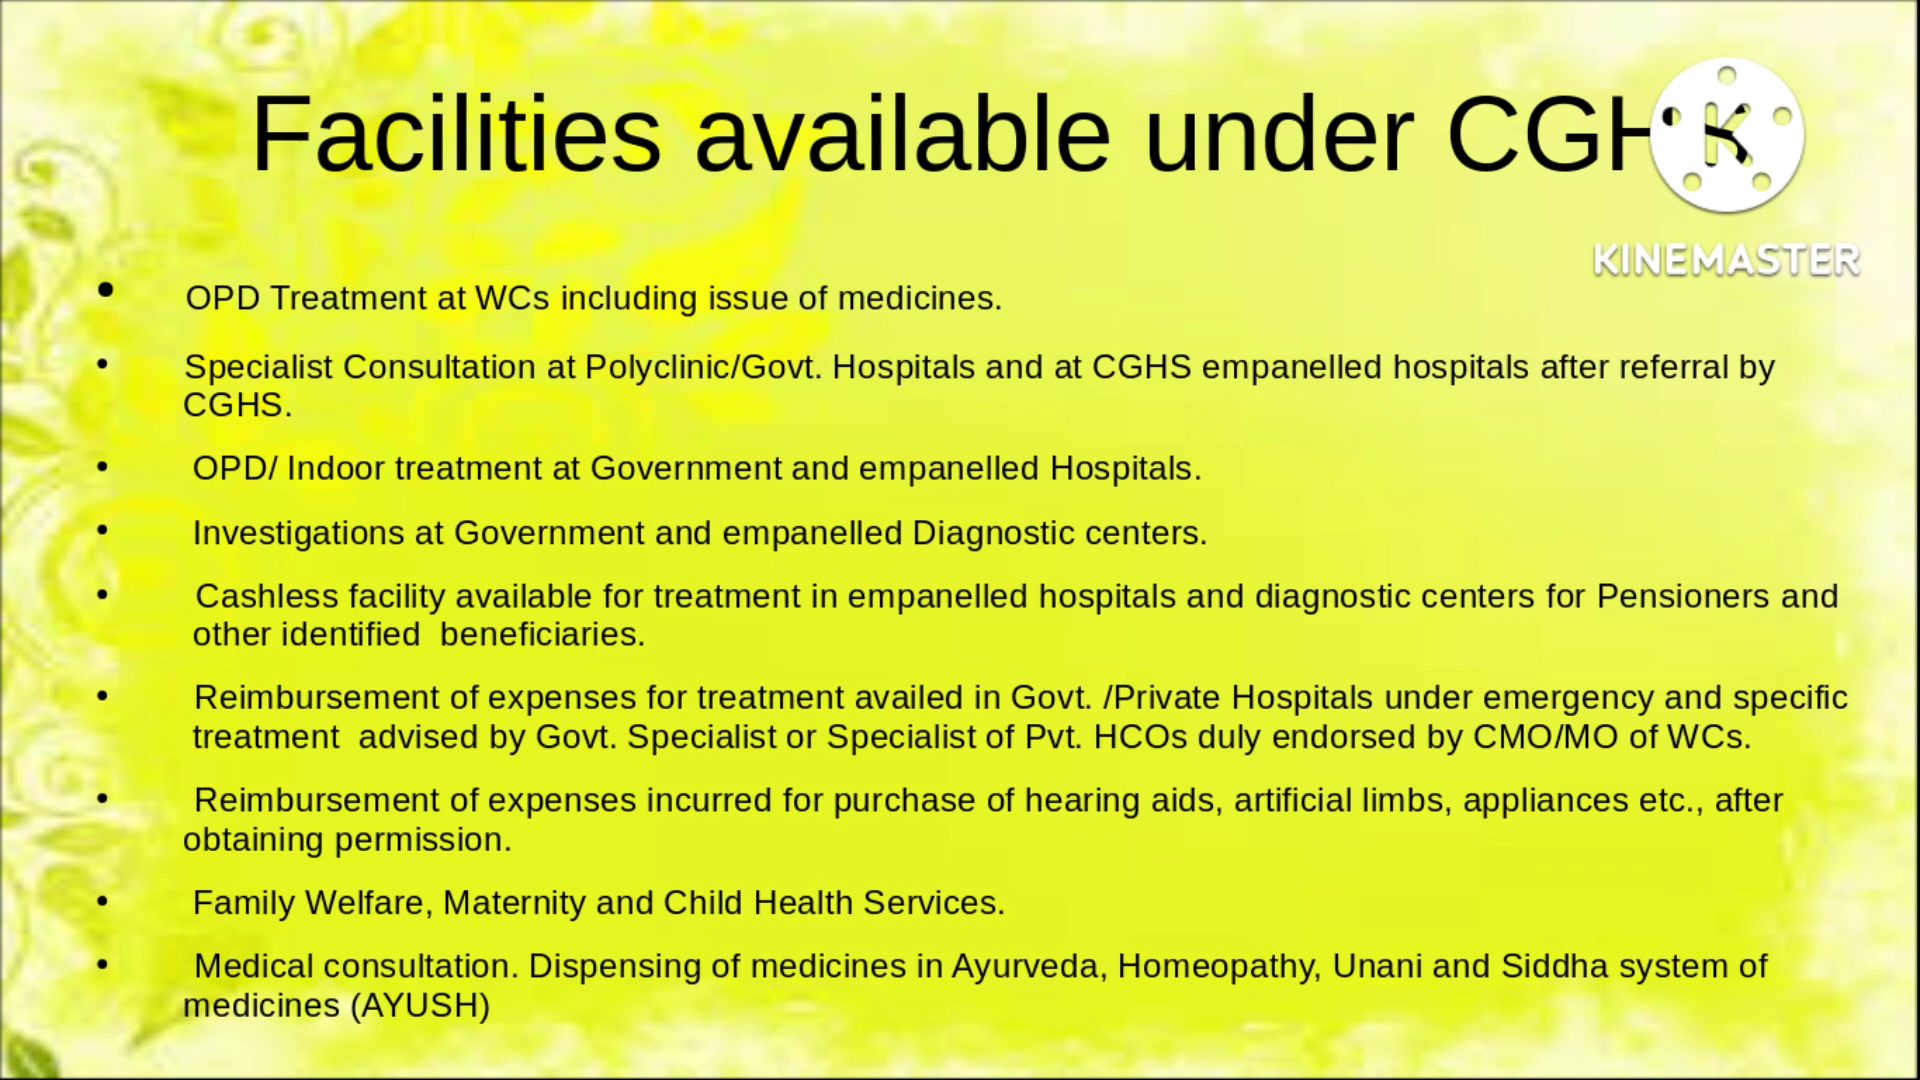 Facilities available under CGH
K
KINEMASTER
• OPD Treatment at WCs including issue of medicines.
• Specialist Consultation at Polyclinic/Govt. Hospitals and at CGHS empanelled hospitals after referral by
CGHS.
• OPD/ Indoor treatment at Government and empanelled Hospitals.
• Investigations at Government and empanelled Diagnostic centers.
• Cashless facility available for treatment in empanelled hospitals and diagnostic centers for Pensioners and
other identified  beneficiaries.
• Reimbursement of expenses for treatment availed in Govt. /Private Hospitals under emergency and specific
treatment  advised by Govt. Specialist or Specialist of Pvt. HCOs duly endorsed by CMO/MO of WCs.
• Reimbursement of expenses incurred for purchase of hearing aids, artificial limbs, appliances etc., after
obtaining permission.
• Family Welfare, Maternity and Child Health Services.
• Medical consultation. Dispensing of medicines in Ayurveda, Homeopathy, Unani and Siddha system of
medicines (AYUSH)